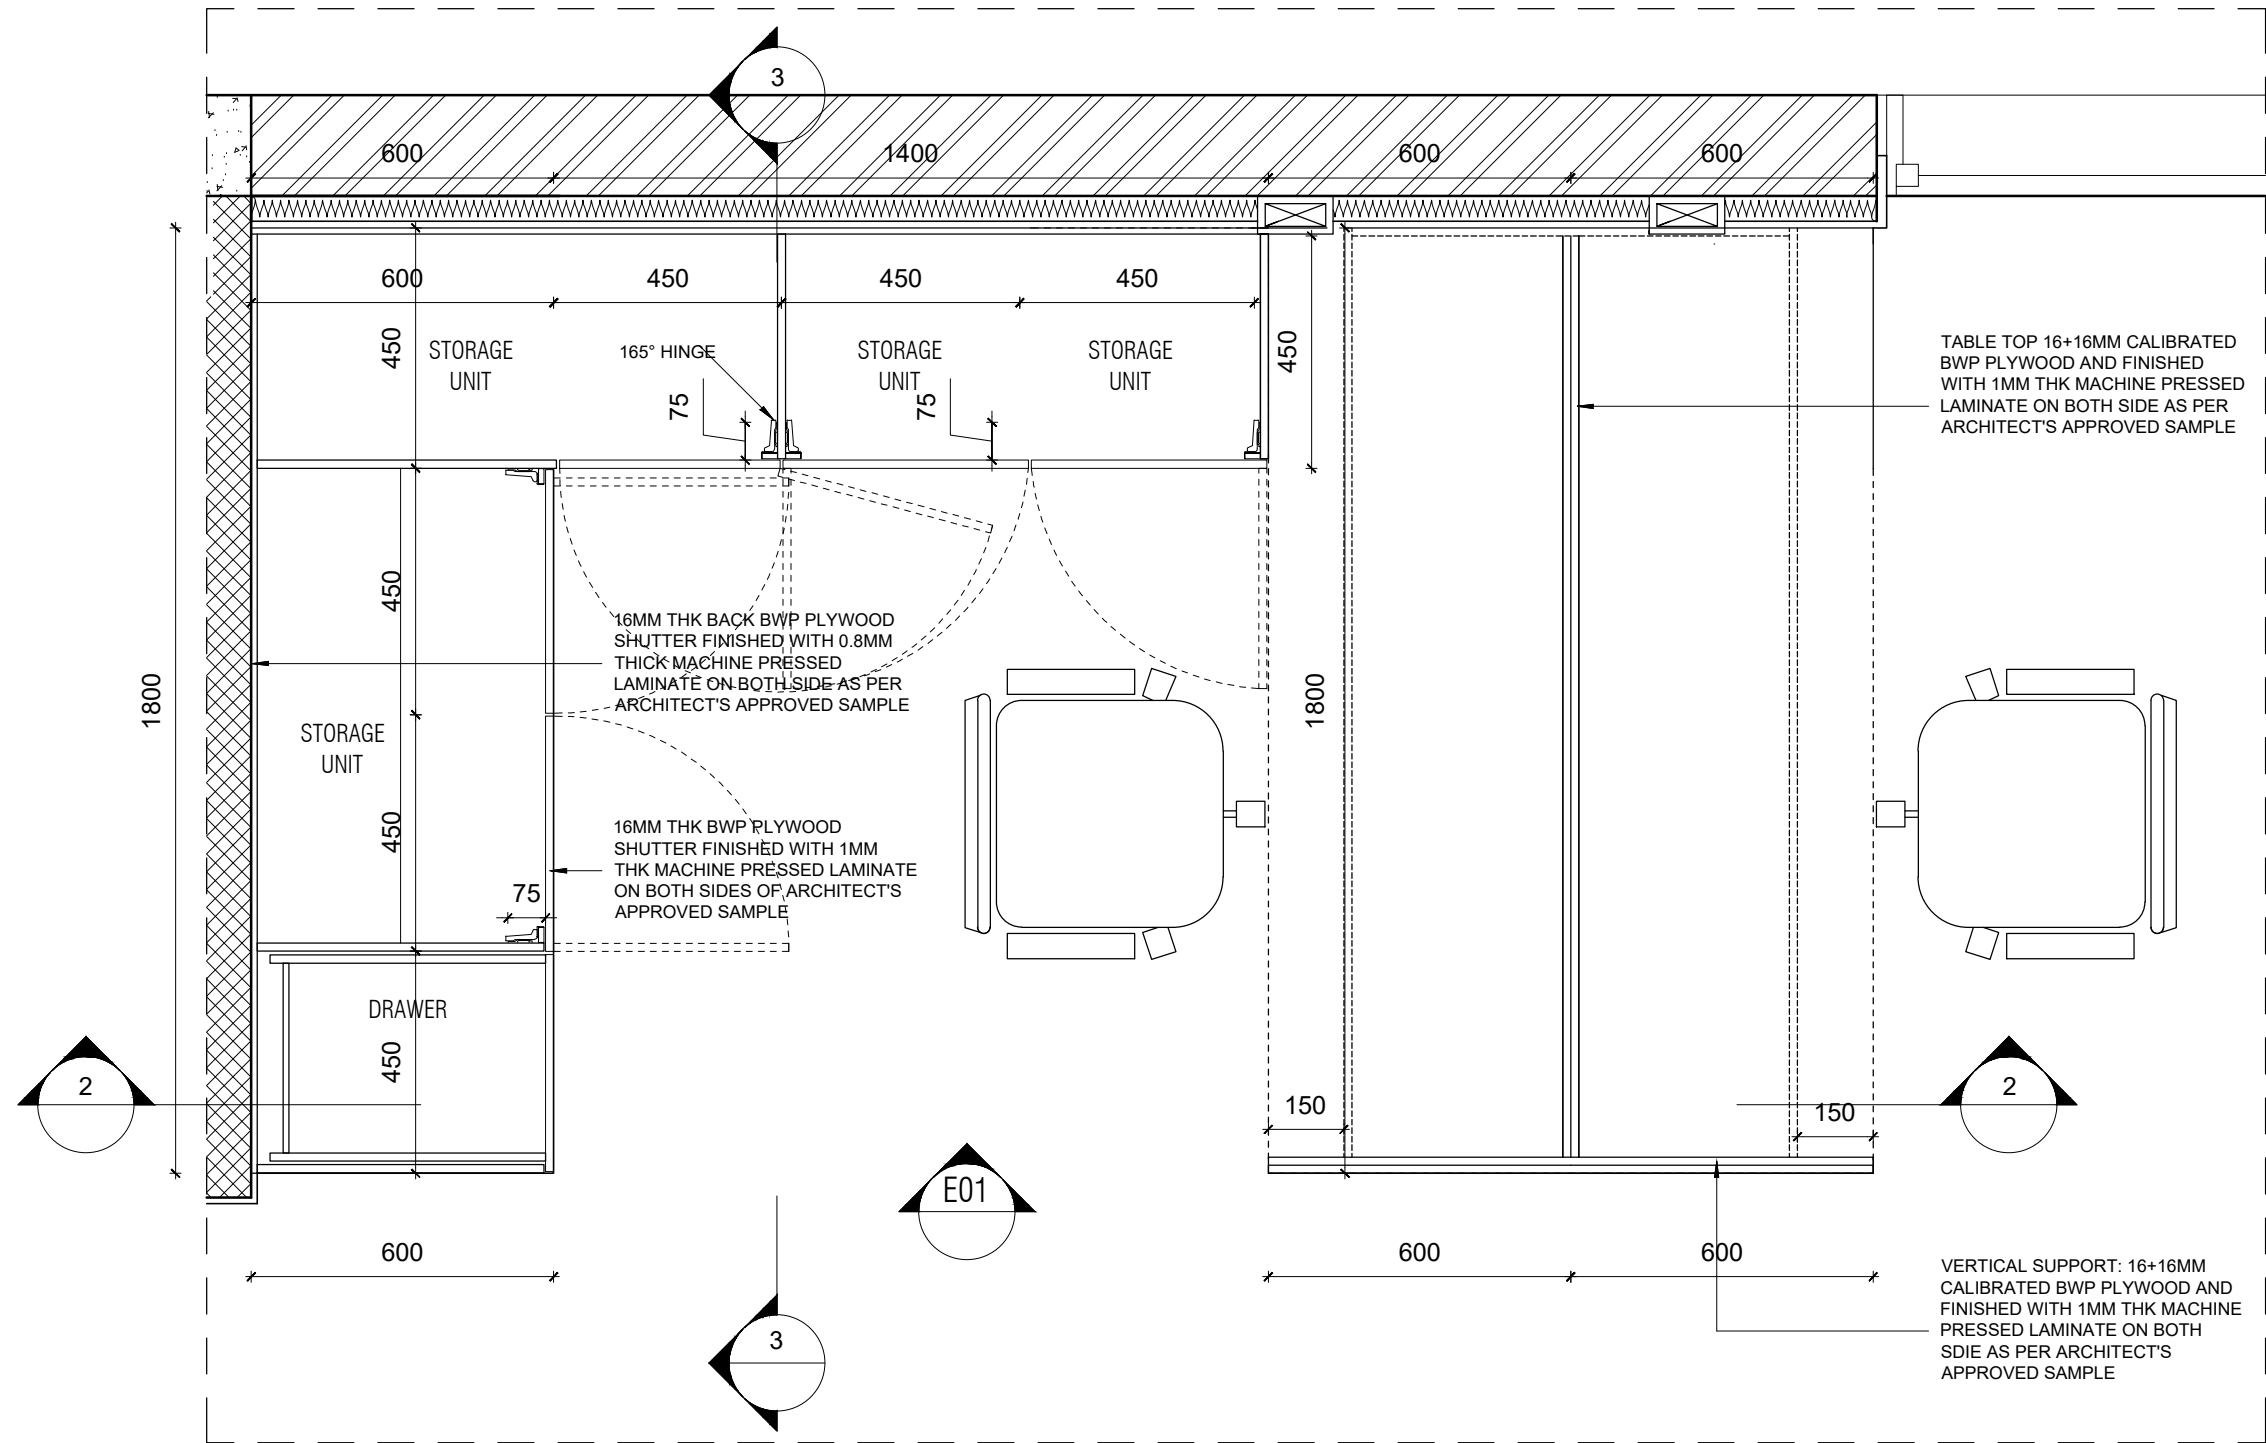 3
600
1400
600
600
600
450
450
450
450
STORAGE
UNIT
165° HINGE
STORAGE
UNIT
STORAGE
UNIT
450
75
75
TABLE TOP 16+16MM CALIBRATED
BWP PLYWOOD AND FINISHED
WITH 1MM THK MACHINE PRESSED
LAMINATE ON BOTH SIDE AS PER
ARCHITECT'S APPROVED SAMPLE
450
16MM THK BACK BWP PLYWOOD
SHUTTER FINISHED WITH 0.8MM
THICK MACHINE PRESSED
LAMINATE ON BOTH SIDE AS PER
ARCHITECT'S APPROVED SAMPLE
1800
1800
STORAGE
UNIT
450
16MM THK BWP PLYWOOD
SHUTTER FINISHED WITH 1MM
THK MACHINE PRESSED LAMINATE
ON BOTH SIDES OF ARCHITECT'S
APPROVED SAMPLE
75
DRAWER
450
2
2
150
150
E01
600
600
600
3
VERTICAL SUPPORT: 16+16MM
CALIBRATED BWP PLYWOOD AND
FINISHED WITH 1MM THK MACHINE
PRESSED LAMINATE ON BOTH
SDIE AS PER ARCHITECT'S
APPROVED SAMPLE